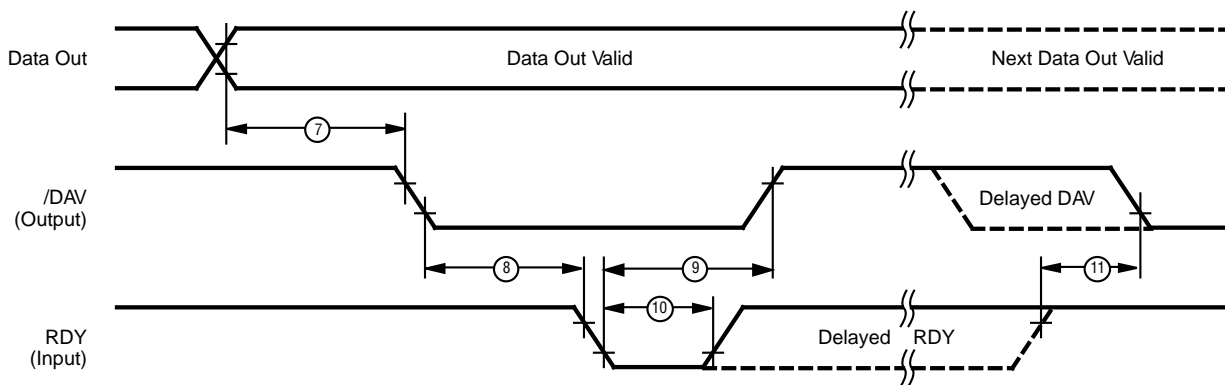 Data Out
Data Out Valid
Next Data Out Valid
7
/DAV
(Output)
Delayed DAV
8
9
11
10
RDY
(Input)
Delayed RDY